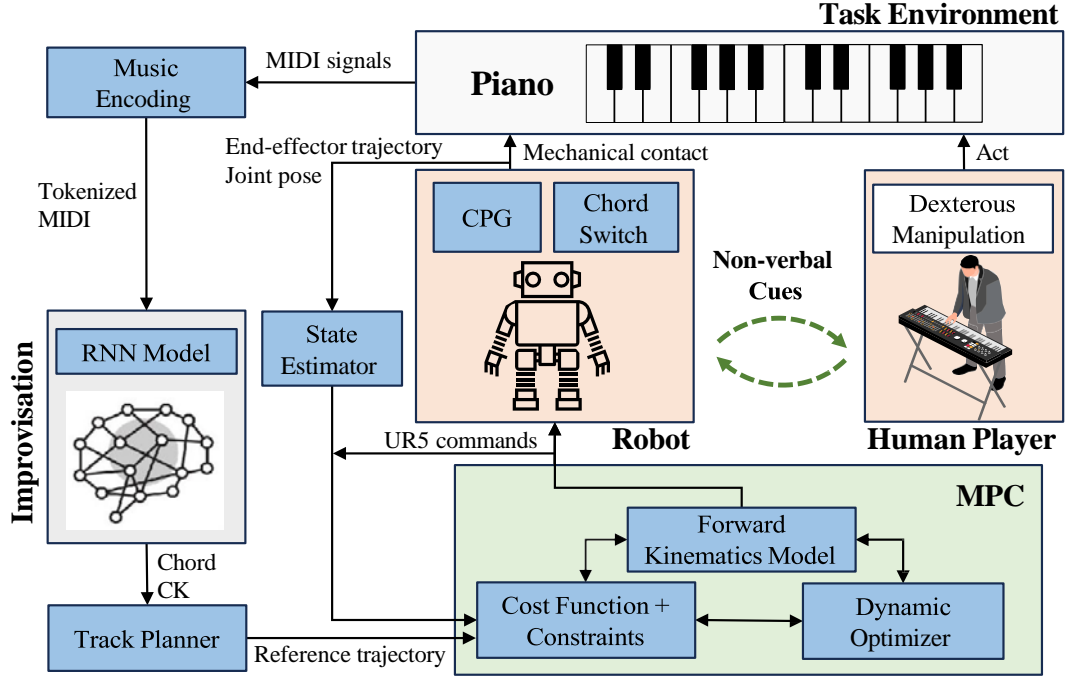 Task Environment
Music
Encoding
MIDI signals
Piano
End-effector trajectory
Joint pose
Mechanical contact
Act
Tokenized
MIDI
CPG
Chord
Switch
Dexterous
Manipulation
Non-verbal
Cues
Improvisation
RNN Model
State
Estimator
UR5 commands
Robot
Human Player
MPC
Forward
Kinematics Model
Chord
CK
Cost Function +
Constraints
Dynamic
Optimizer
Track Planner
Reference trajectory